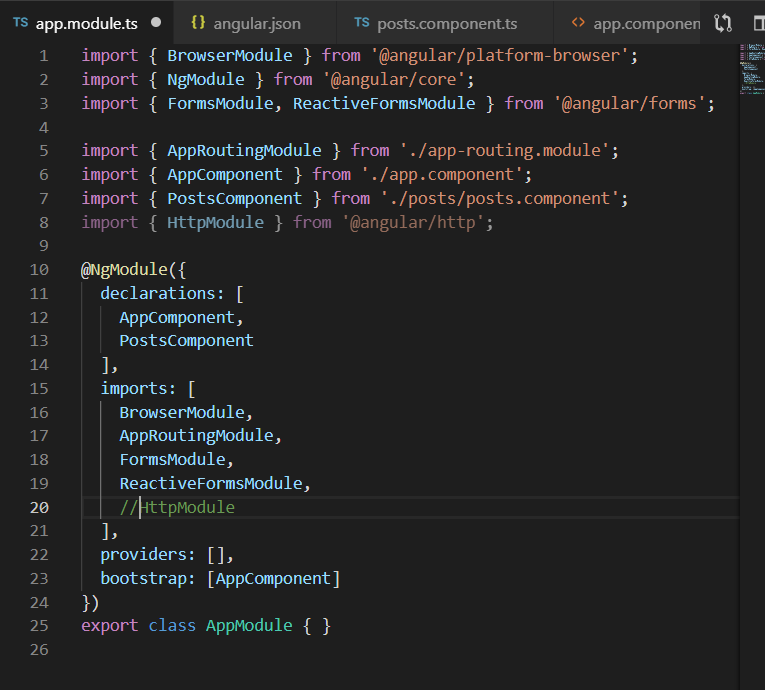 TS app.module.ts ● {} angular.json TS posts.component.ts <> app.componen
1 import { BrowserModule } from '@angular/platform-browser';
2 import { NgModule } from '@angular/core';
3 import { FormsModule, ReactiveFormsModule } from '@angular/forms';
4
5 import { AppRoutingModule } from './app-routing.module';
6 import { AppComponent } from './app.component';
7 import { PostsComponent } from './posts/posts.component';
8 import { HttpModule } from '@angular/http';
9
10 @NgModule({
11   declarations: [
12     AppComponent,
13     PostsComponent
14   ],
15   imports: [
16     BrowserModule,
17     AppRoutingModule,
18     FormsModule,
19     ReactiveFormsModule,
20     //HttpModule
21   ],
22   providers: [],
23   bootstrap: [AppComponent]
24 })
25 export class AppModule { }
26